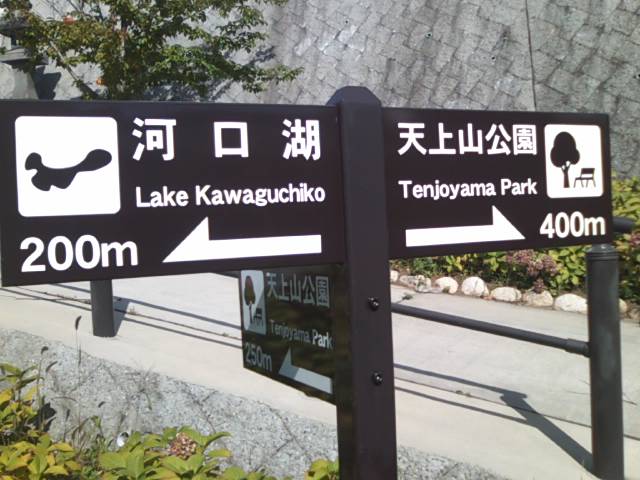 河口湖
Lake Kawaguchiko
200m
天上山公園
Tenjoyama Park
400m
天上山公園
Tenjoyama Park
250m